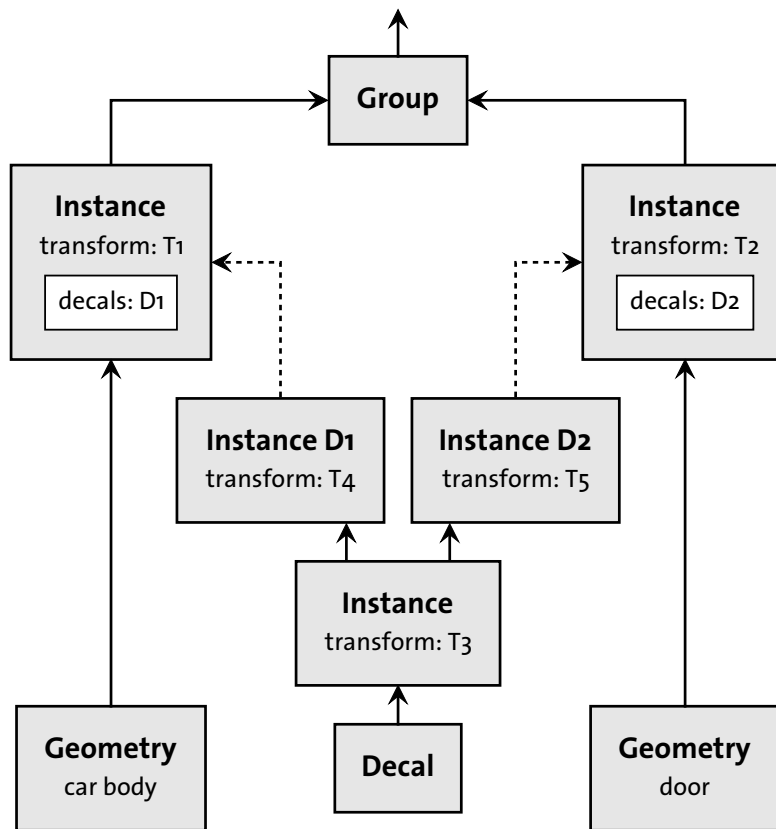 Group
Instance
transform: T1
decals: D1
Instance
transform: T2
decals: D2
Instance D1
transform: T4
Instance D2
transform: T5
Instance
transform: T3
Geometry
car body
Decal
Geometry
door